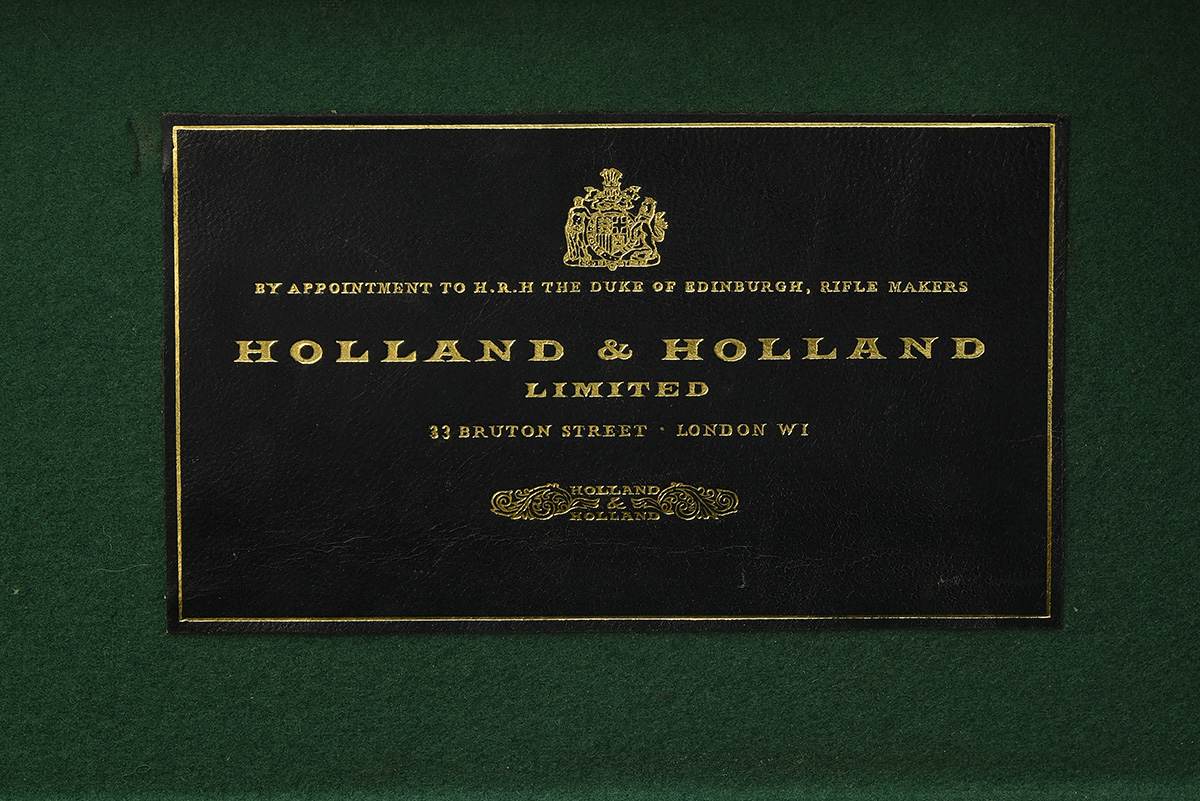 BY APPOINTMENT TO H.R.H THE DUKE OF EDINBURGH, RIFLE MAKERS
HOLLAND & HOLLAND
LIMITED
33 BRUTON STREET · LONDON W1
HOLLAND
&
HOLLAND